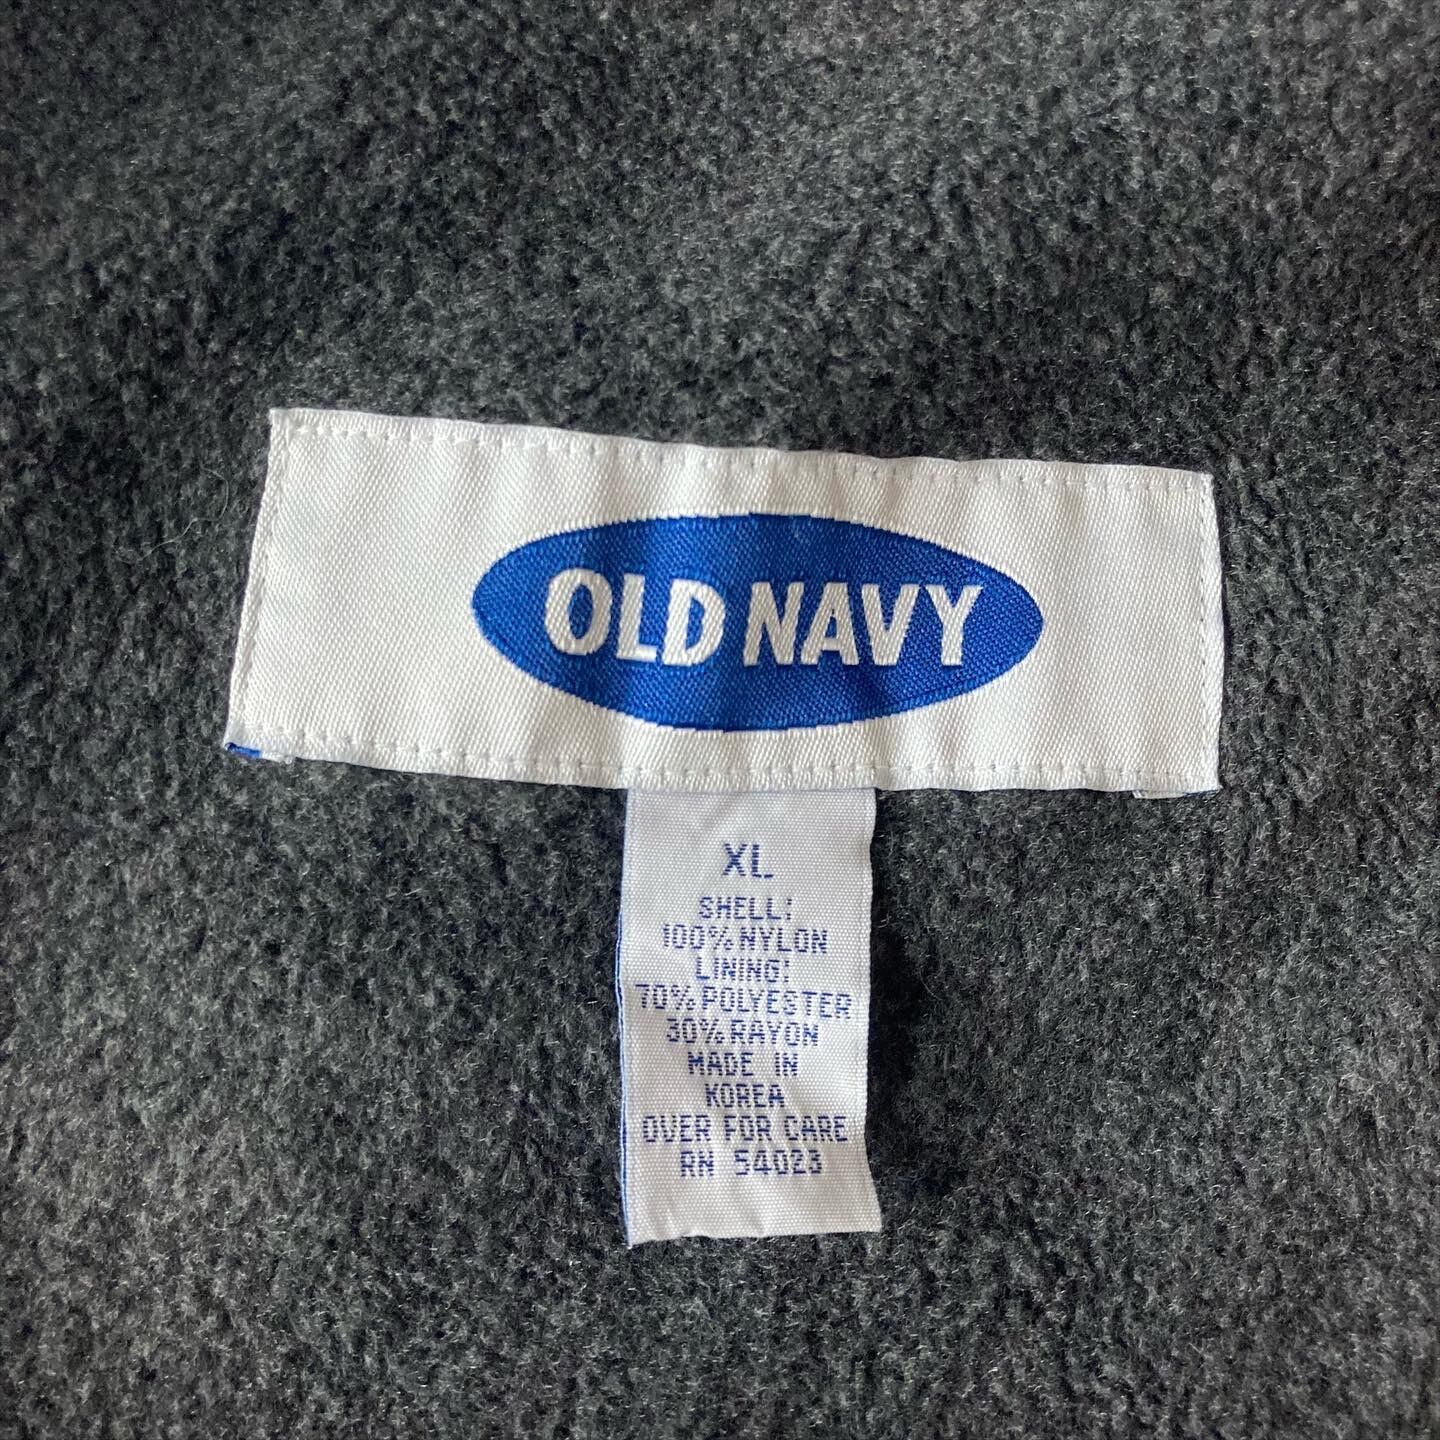 OLD NAVY
XL
SHELL:
100% NYLON
LINING:
70% POLYESTER
30% RAYON
MADE IN
KOREA
OVER FOR CARE
RN 54023